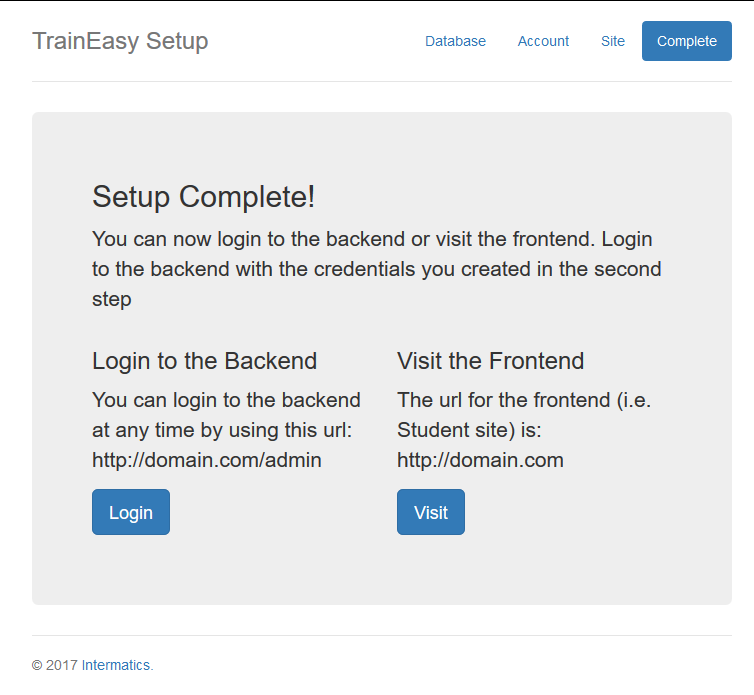 TrainEasy Setup
Database Account Site Complete
Setup Complete!
You can now login to the backend or visit the frontend. Login
to the backend with the credentials you created in the second
step
Login to the Backend
You can login to the backend
at any time by using this url:
http://domain.com/admin
Login
Visit the Frontend
The url for the frontend (i.e.
Student site) is:
http://domain.com
Visit
© 2017 Intermatics.